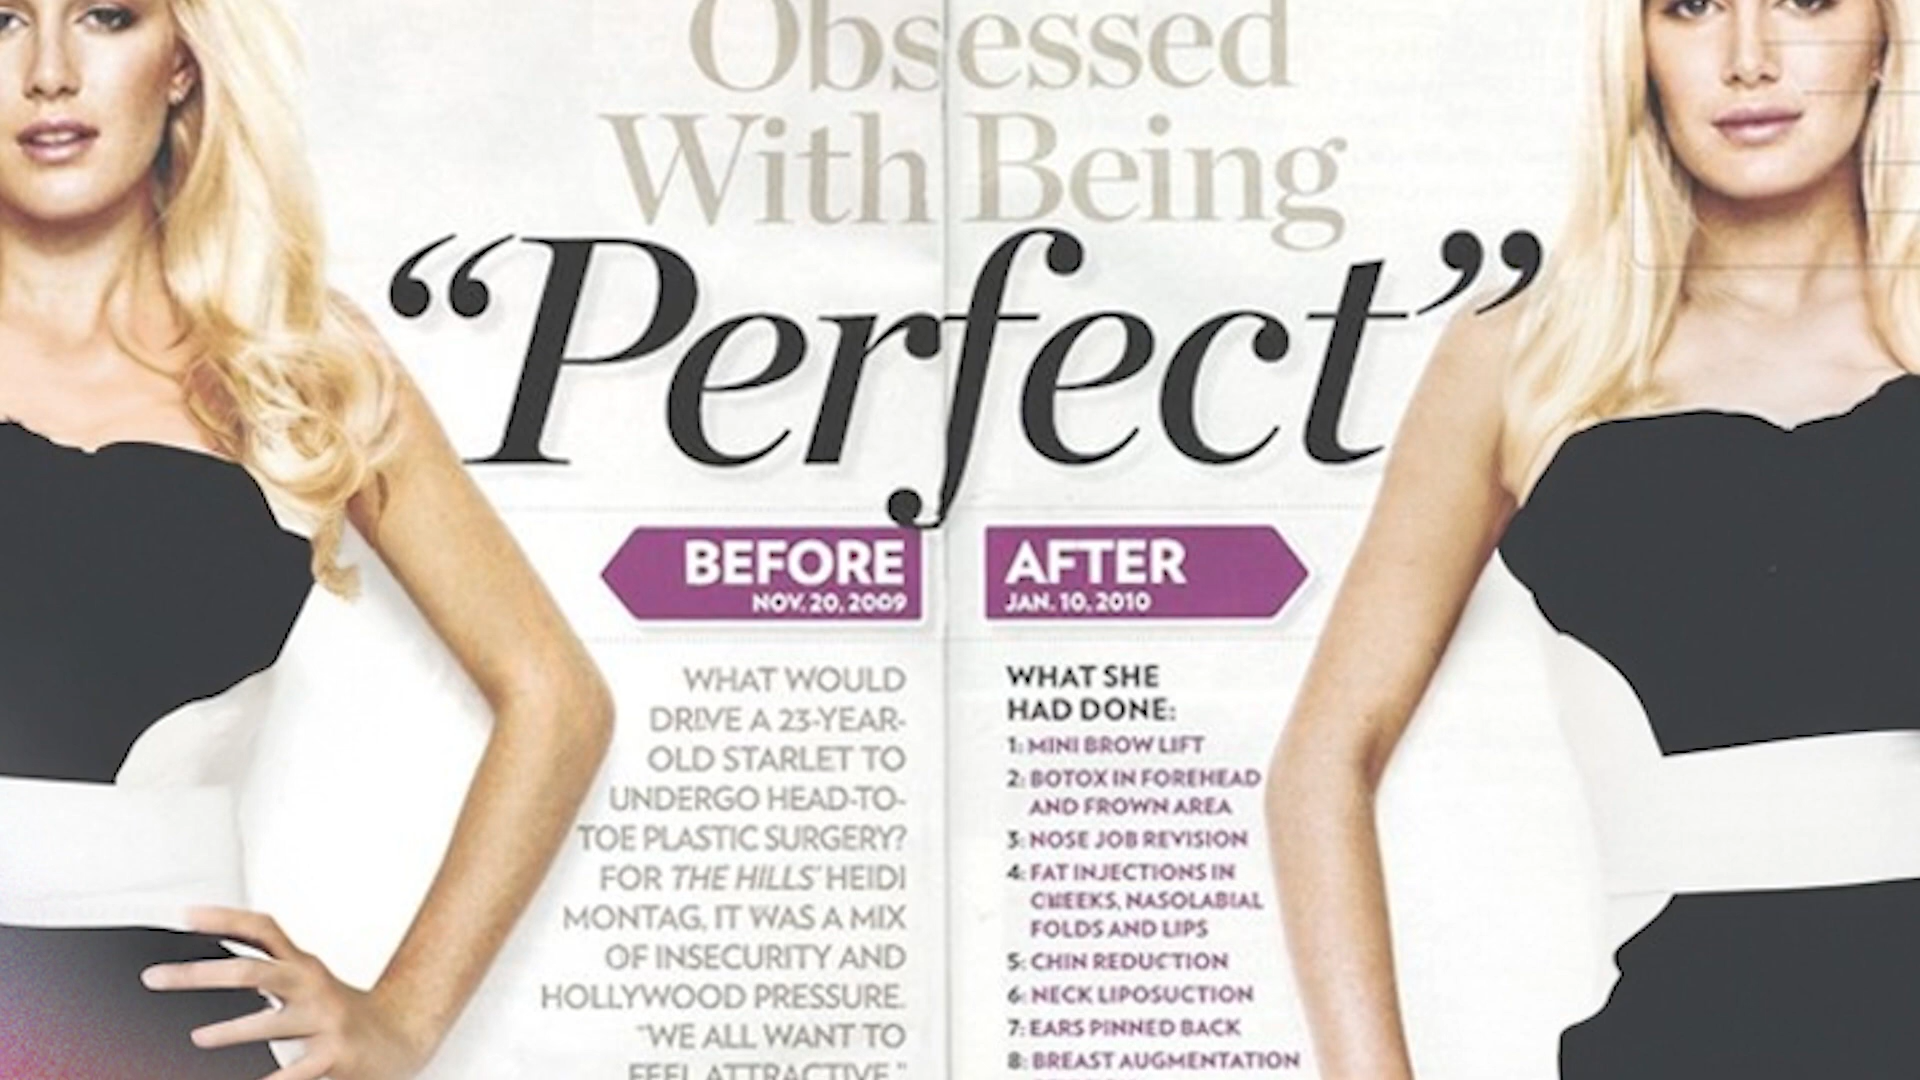 Obsessed
With Being
“Perfect”
BEFORE
NOV. 20, 2009
AFTER
JAN. 10, 2010
WHAT WOULD
DRIVE A 23-YEAR-
OLD STARLET TO
UNDERGO HEAD-TO-
TOE PLASTIC SURGERY?
FOR THE HILLS’ HEIDI
MONTAG, IT WAS A MIX
OF INSECURITY AND
HOLLYWOOD PRESSURE.
“WE ALL WANT TO
FEEL ATTRACTIVE.”
WHAT SHE
HAD DONE:
1: MINI BROW LIFT
2: BOTOX IN FOREHEAD
AND FROWN AREA
3: NOSE JOB REVISION
4: FAT INJECTIONS IN
CHEEKS, NASOLABIAL
FOLDS AND LIPS
5: CHIN REDUCTION
6: NECK LIPOSUCTION
7: EARS PINNED BACK
8: BREAST AUGMENTATION